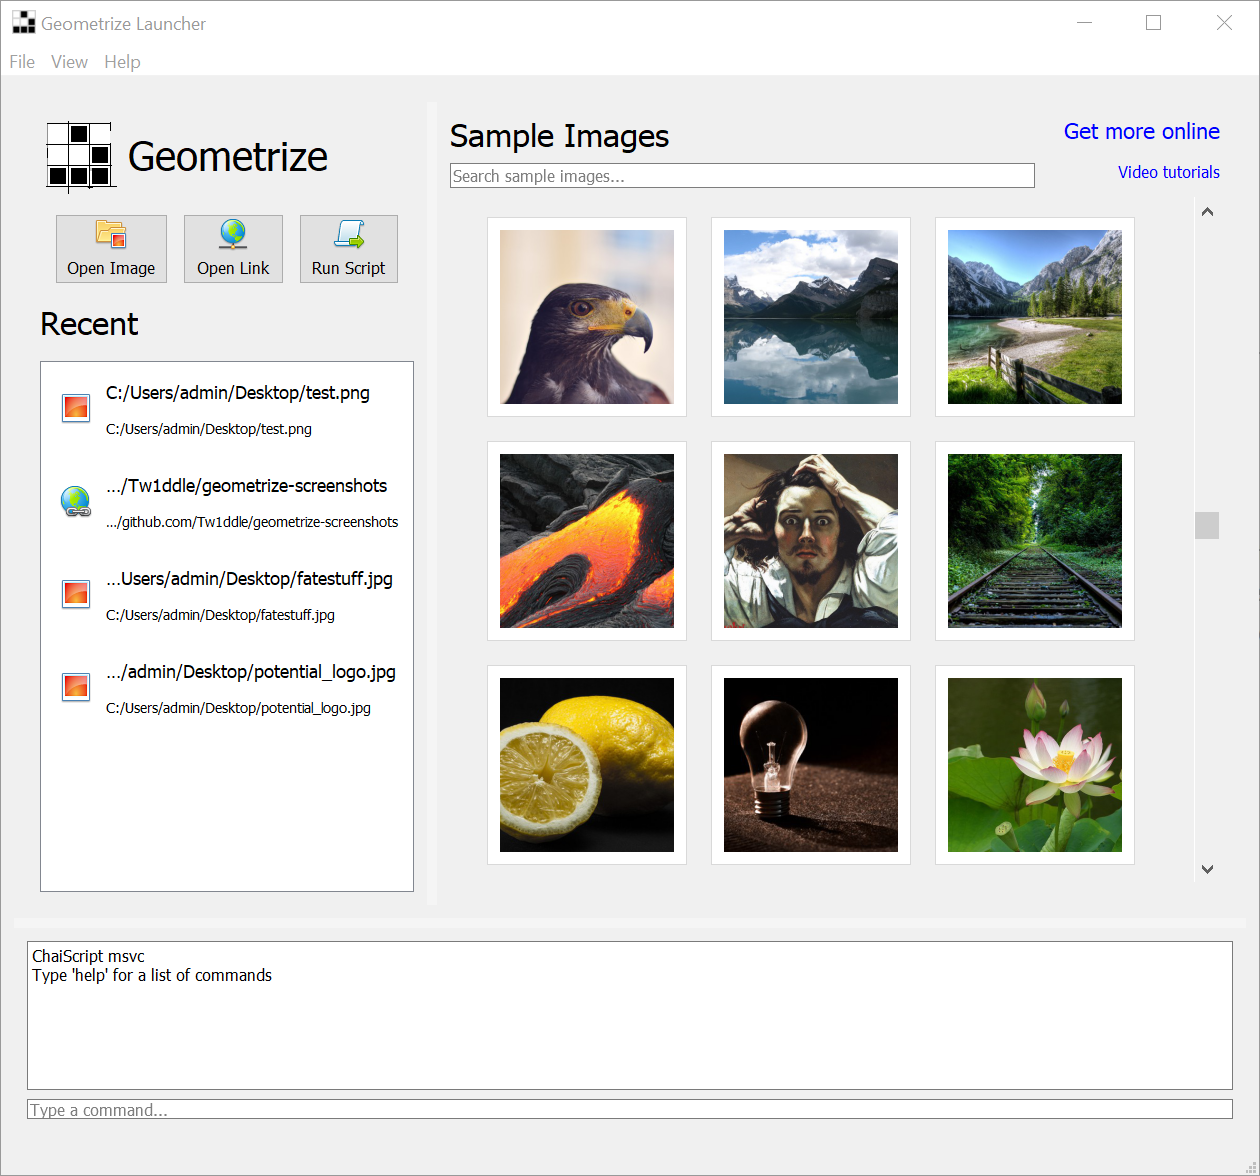 Geometrize Launcher
File View Help
Geometrize
Open Image
Open Link
Run Script
Recent
C:/Users/admin/Desktop/test.png
C:/Users/admin/Desktop/test.png
.../Tw1ddle/geometrize-screenshots
.../github.com/Tw1ddle/geometrize-screenshots
...Users/admin/Desktop/fatestuff.jpg
C:/Users/admin/Desktop/fatestuff.jpg
.../admin/Desktop/potential_logo.jpg
C:/Users/admin/Desktop/potential_logo.jpg
Sample Images
Get more online
Search sample images...
Video tutorials
ChaiScript msvc
Type 'help' for a list of commands
Type a command...